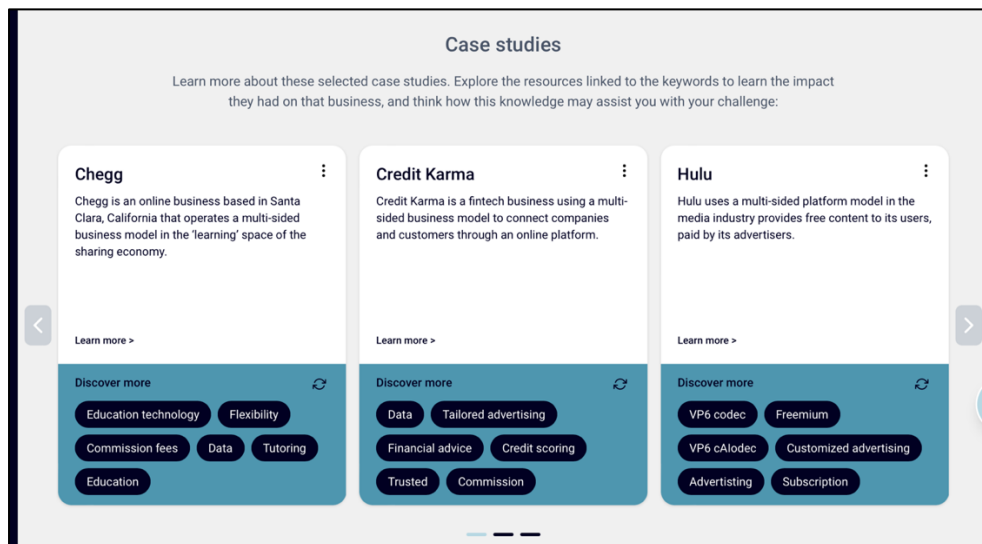 Case studies
Learn more about these selected case studies. Explore the resources linked to the keywords to learn the impact
they had on that business, and think how this knowledge may assist you with your challenge:
Chegg
Chegg is an online business based in Santa
Clara, California that operates a multi-sided
business model in the 'learning' space of the
sharing economy.
Learn more >
Discover more
Education technology
Flexibility
Commission fees
Data
Tutoring
Education
Credit Karma
Credit Karma is a fintech business using a multi-
sided business model to connect companies
and customers through an online platform.
Learn more >
Discover more
Data
Tailored advertising
Financial advice
Credit scoring
Trusted
Commission
Hulu
Hulu uses a multi-sided platform model in the
media industry provides free content to its users,
paid by its advertisers.
Learn more >
Discover more
VP6 codec
Freemium
VP6 cAlodec
Customized advertising
Advertisting
Subscription